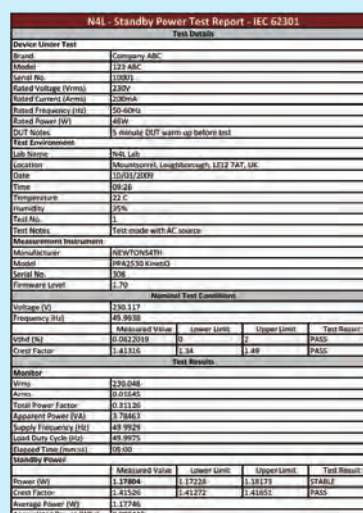 N4L - Standby Power Test Report - IEC 62301
Test Details
Device Under Test
Brand Company ABC
Model 123 ABC
Serial No. 10001
Rated Voltage (Vrms) 230V
Rated Current (Arms) 200mA
Rated Frequency (Hz) 50-60Hz
Rated Power (W) 46W
DUT Notes 5 minute DUT warm up before test
Test Environment
Lab Name N4L Lab
Location Mountsorrel, Loughborough, LE12 7AT, UK
Date 10/03/2009
Time 09:26
Temperature 22 C
Humidity 35%
Test No. 1
Test Notes Test mode with AC source
Measurement Instrument
Manufacturer NEWTONS4TH
Model PPA2530 KinetiQ
Serial No. 308
Firmware Level 1.70
Nominal Test Conditions
Voltage (V) 230.117
Frequency (Hz) 49.9938
Measured Value Lower Limit Upper Limit Test Result
Vthd (%) 0.0822019 0 2 PASS
Crest Factor 1.41316 1.34 1.49 PASS
Test Results
Monitor
Vrms 230.048
Arms 0.01645
Total Power Factor 0.31126
Apparent Power (VA) 3.78463
Supply Frequency (Hz) 49.9929
Load Duty Cycle (Hz) 49.9975
Elapsed Time (mm:ss) 05:00
Standby Power
Measured Value Lower Limit Upper Limit Test Result
Power (W) 1.17804 1.17228 1.18173 STABLE
Crest Factor 1.41526 1.41272 1.41651 PASS
Average Power (W) 1.17746